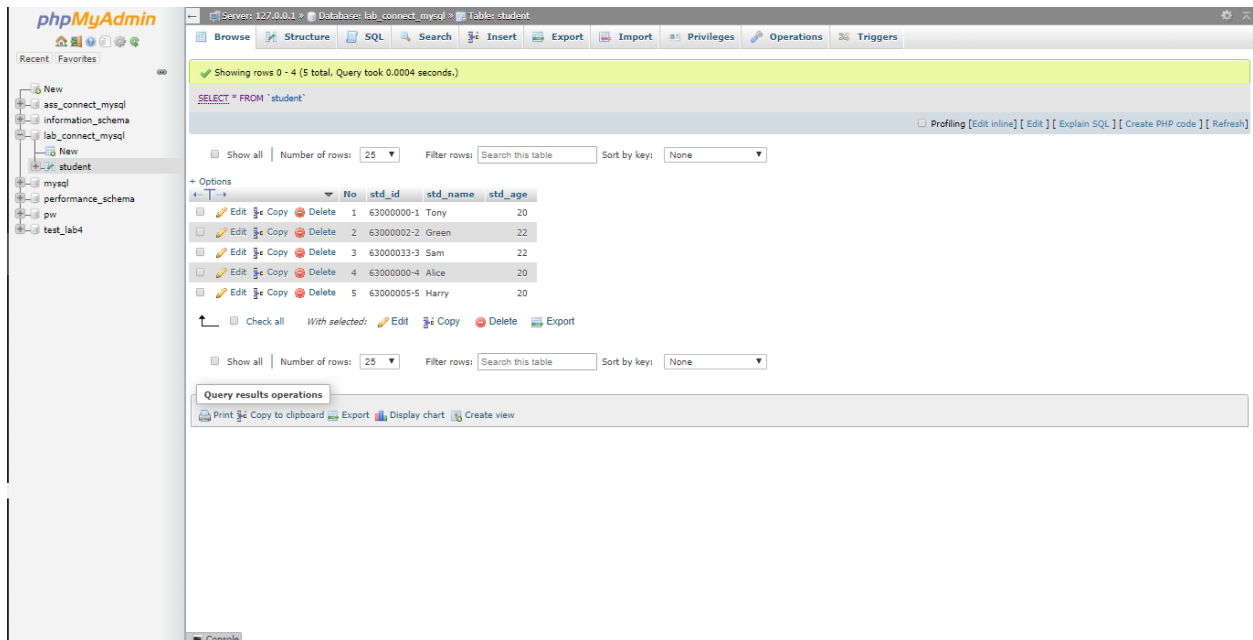 phpMyAdmin
Recent Favorites
New
ass_connect_mysql
information_schema
lab_connect_mysql
New
student
mysql
performance_schema
pw
test_lab4
Server: 127.0.0.1 » Database: lab_connect_mysql » Table: student
Browse Structure SQL Search Insert Export Import Privileges Operations Triggers
Showing rows 0 - 4 (5 total, Query took 0.0004 seconds.)
SELECT * FROM `student`
Profiling [Edit inline] [ Edit ] [ Explain SQL ] [ Create PHP code ] [ Refresh]
Show all Number of rows: 25 Filter rows: Search this table Sort by key: None
+ Options
No std_id std_name std_age
Edit Copy Delete 1 63000000-1 Tony 20
Edit Copy Delete 2 63000002-2 Green 22
Edit Copy Delete 3 63000033-3 Sam 22
Edit Copy Delete 4 63000000-4 Alice 20
Edit Copy Delete 5 63000005-5 Harry 20
Check all With selected: Edit Copy Delete Export
Show all Number of rows: 25 Filter rows: Search this table Sort by key: None
Query results operations
Print Copy to clipboard Export Display chart Create view
Console